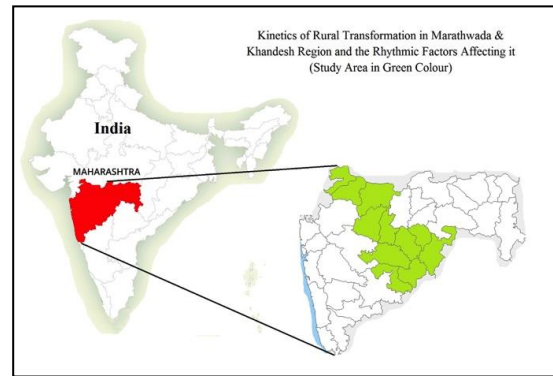 Kinetics of Rural Transformation in Marathwada &
Khandesh Region and the Rhythmic Factors Affecting it
(Study Area in Green Colour)
India
MAHARASHTRA